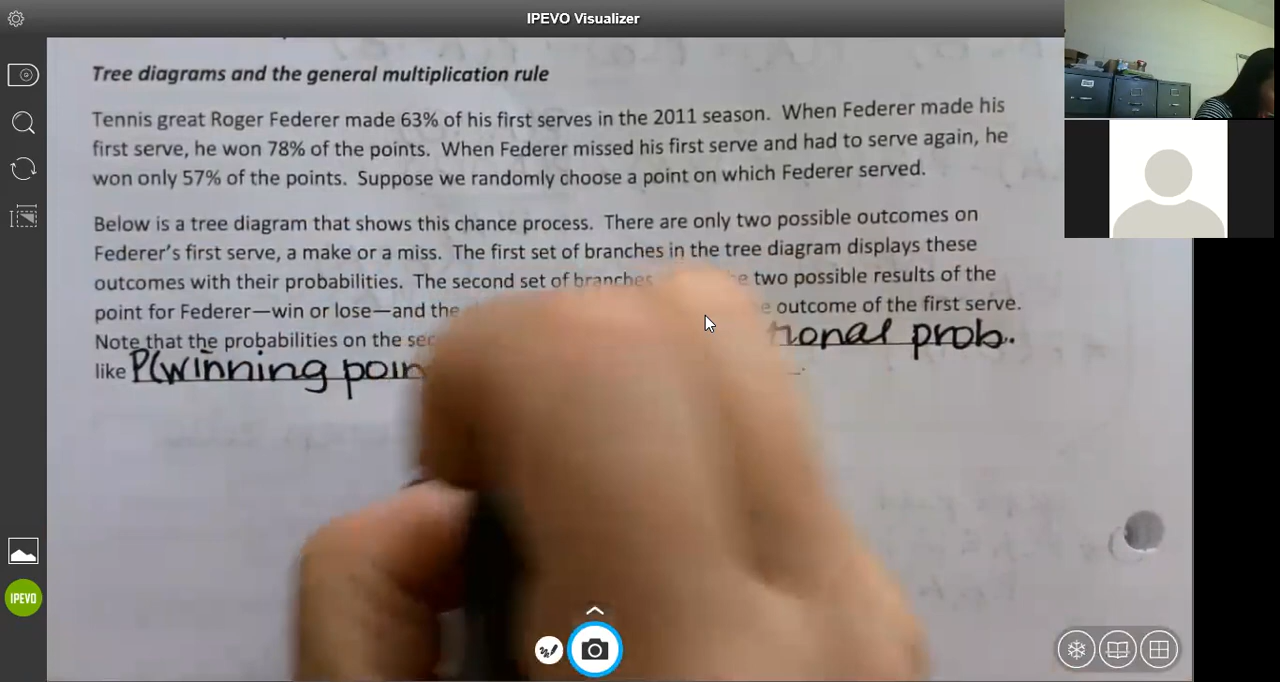 IPEVO Visualizer
Tree diagrams and the general multiplication rule
Tennis great Roger Federer made 63% of his first serves in the 2011 season. When Federer made his
first serve, he won 78% of the points. When Federer missed his first serve and had to serve again, he
won only 57% of the points. Suppose we randomly choose a point on which Federer served.
Below is a tree diagram that shows this chance process. There are only two possible outcomes on
Federer's first serve, a make or a miss. The first set of branches in the tree diagram displays these
outcomes with their probabilities. The second set of branches two possible results of the
point for Federer—win or lose—and the outcome of the first serve.
Note that the probabilities on the prob.
like P(winning
IPEVO